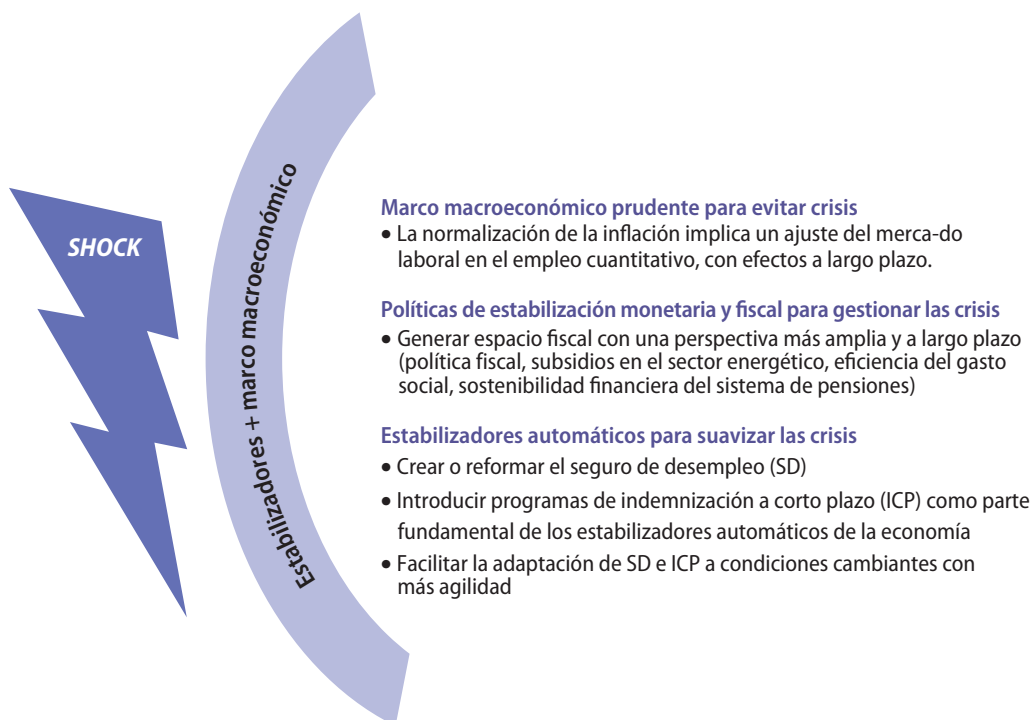 SHOCK
Estabilizadores + marco macroeconómico
Marco macroeconómico prudente para evitar crisis
• La normalización de la inflación implica un ajuste del merca-do
laboral en el empleo cuantitativo, con efectos a largo plazo.
Políticas de estabilización monetaria y fiscal para gestionar las crisis
• Generar espacio fiscal con una perspectiva más amplia y a largo plazo
(política fiscal, subsidios en el sector energético, eficiencia del gasto
social, sostenibilidad financiera del sistema de pensiones)
Estabilizadores automáticos para suavizar las crisis
• Crear o reformar el seguro de desempleo (SD)
• Introducir programas de indemnización a corto plazo (ICP) como parte
fundamental de los estabilizadores automáticos de la economía
• Facilitar la adaptación de SD e ICP a condiciones cambiantes con
más agilidad